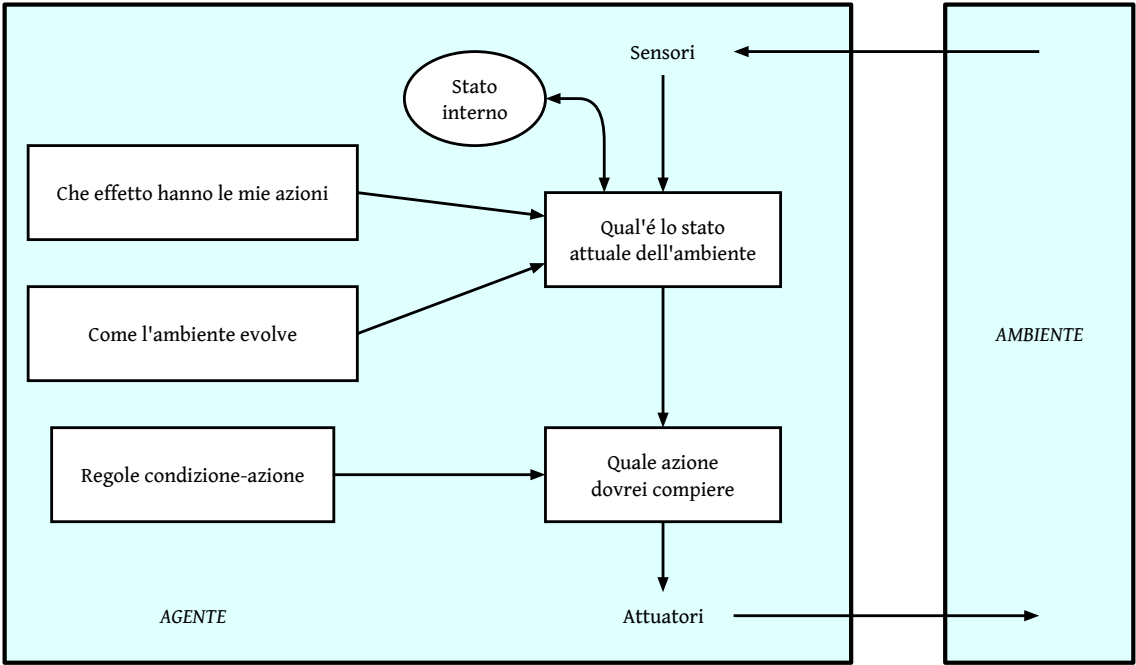 Sensori
Stato
interno
Che effetto hanno le mie azioni
Qual'é lo stato
attuale dell'ambiente
Come l'ambiente evolve
AMBIENTE
Regole condizione-azione
Quale azione
dovrei compiere
AGENTE
Attuatori